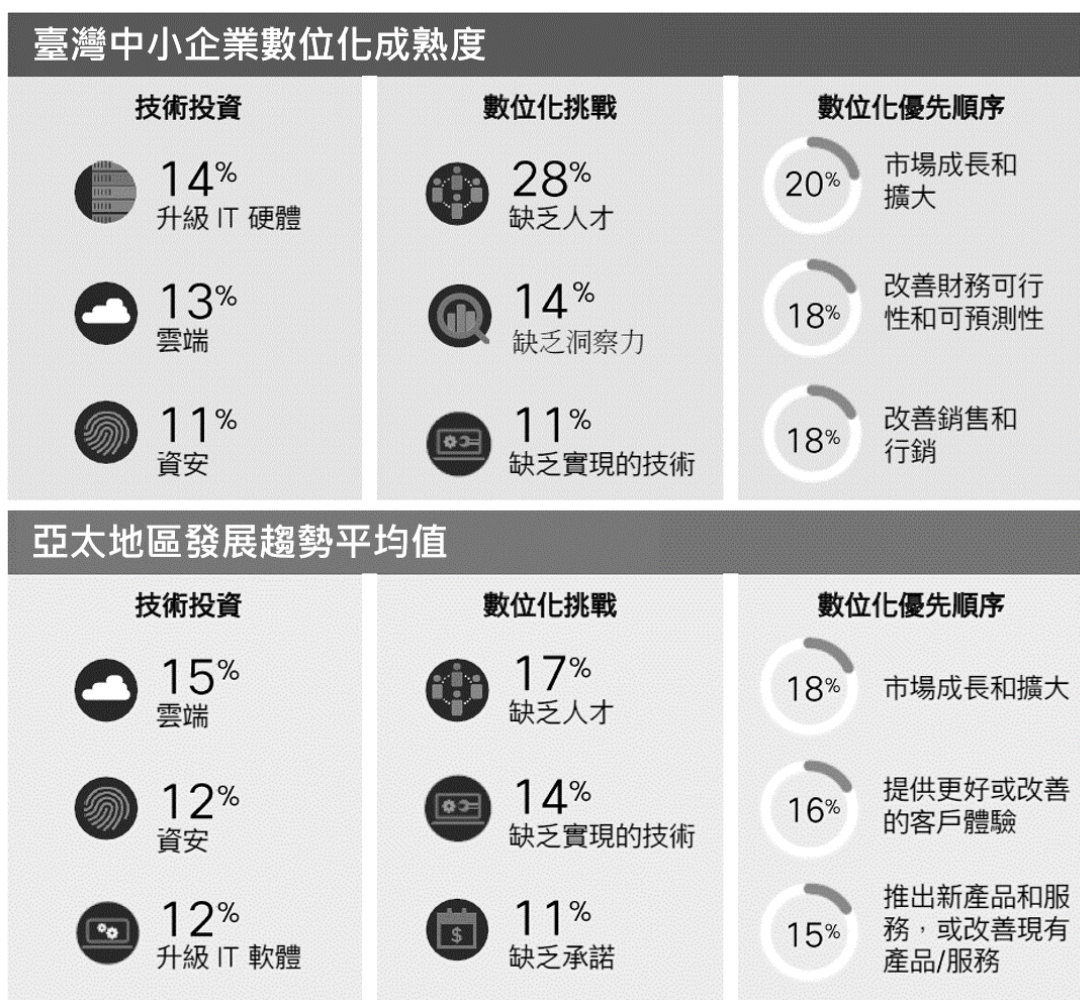 臺灣中小企業數位化成熟度
技術投資
14%
升級 IT 硬體
13%
雲端
11%
資安
數位化挑戰
28%
缺乏人才
14%
缺乏洞察力
11%
缺乏實現的技術
數位化優先順序
20%
市場成長和
擴大
18%
改善財務可行
性和可預測性
18%
改善銷售和
行銷
亞太地區發展趨勢平均值
技術投資
15%
雲端
12%
資安
12%
升級 IT 軟體
數位化挑戰
17%
缺乏人才
14%
缺乏實現的技術
$
11%
缺乏承諾
數位化優先順序
18%
市場成長和擴大
16%
提供更好或改善
的客戶體驗
15%
推出新產品和服
務，或改善現有
產品/服務